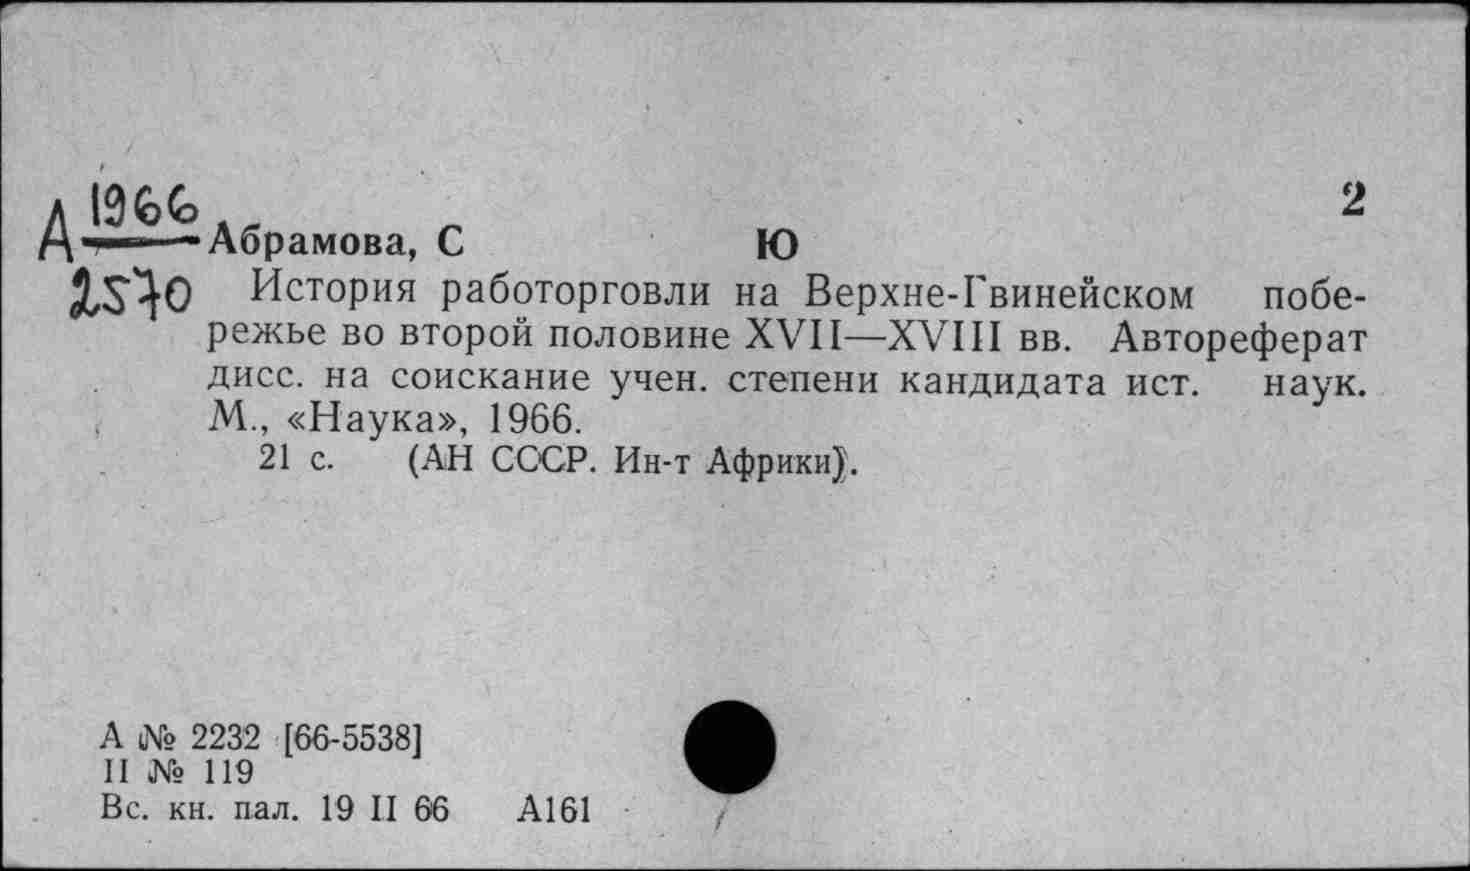 2
А 1966
Абрамова, С Ю
2570
История работорговли на Верхне-Гвинейском побе-
режье во второй половине XVII—XVIII вв. Автореферат
дисс. на соискание учен. степени кандидата ист. наук.
М., «Наука», 1966.
21 с. (АН СССР. Ин-т Африки).
А № 2232 [66-5538]
II № 119
Вс. кн. пал. 19 II 66 А161